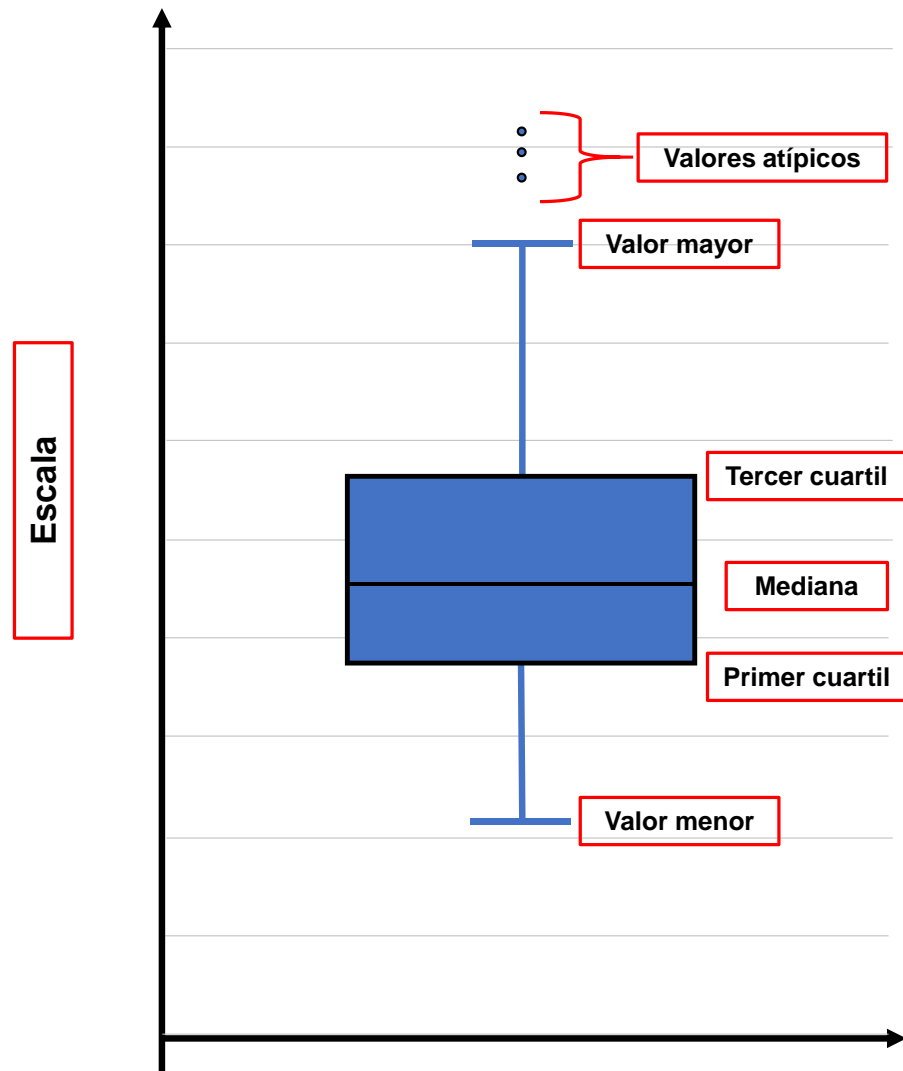 Valores atípicos
Valor mayor
Escala
Tercer cuartil
Mediana
Primer cuartil
Valor menor